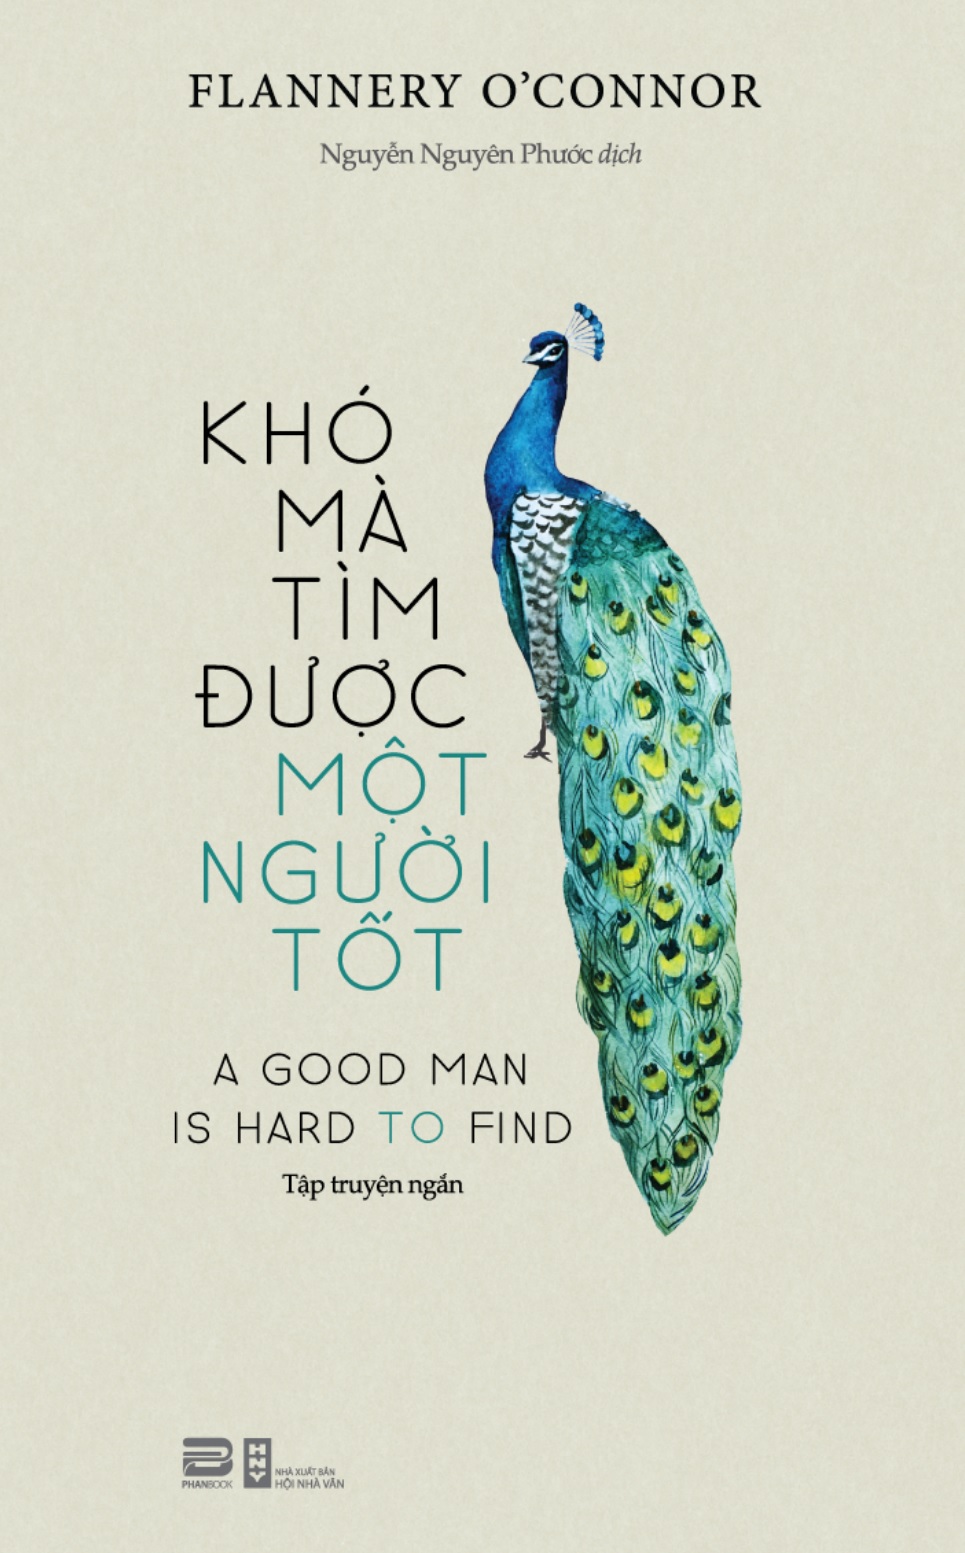 FLANNERY O’CONNOR
Nguyễn Nguyên Phước dịch
KHÓ
MÀ
TÌM
ĐƯỢC
MỘT
NGƯỜI
TỐT
A GOOD MAN
IS HARD TO FIND
Tập truyện ngắn
PHANBOOK
HNV
NHÀ XUẤT BẢN
HỘI NHÀ VĂN